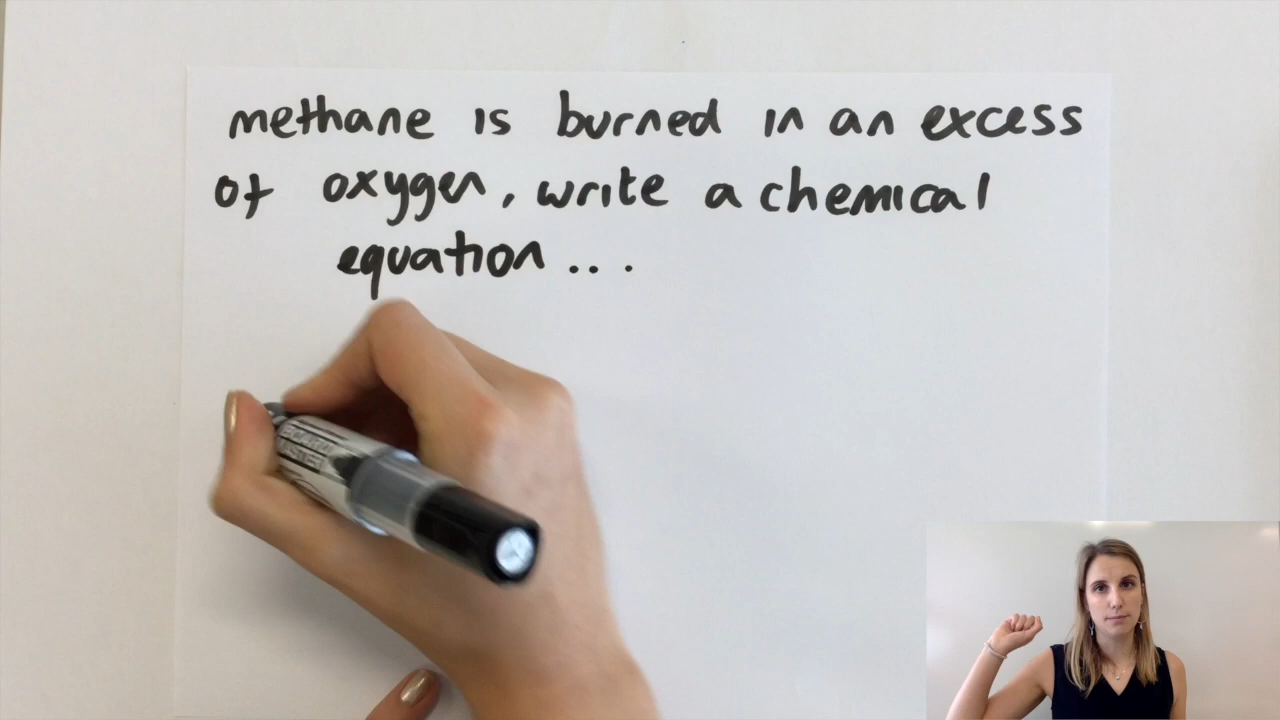 methane is burned in an excess
of oxygen, write a chemical
equation...